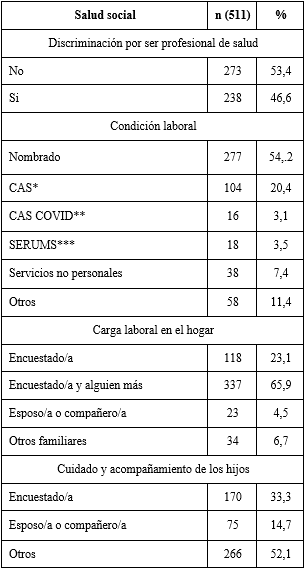 Salud social n (511) %
Discriminación por ser profesional de salud
No 273 53,4
Si 238 46,6
Condición laboral
Nombrado 277 54,.2
CAS* 104 20,4
CAS COVID** 16 3,1
SERUMS*** 18 3,5
Servicios no personales 38 7,4
Otros 58 11,4
Carga laboral en el hogar
Encuestado/a 118 23,1
Encuestado/a y alguien más 337 65,9
Esposo/a o compañero/a 23 4,5
Otros familiares 34 6,7
Cuidado y acompañamiento de los hijos
Encuestado/a 170 33,3
Esposo/a o compañero/a 75 14,7
Otros 266 52,1